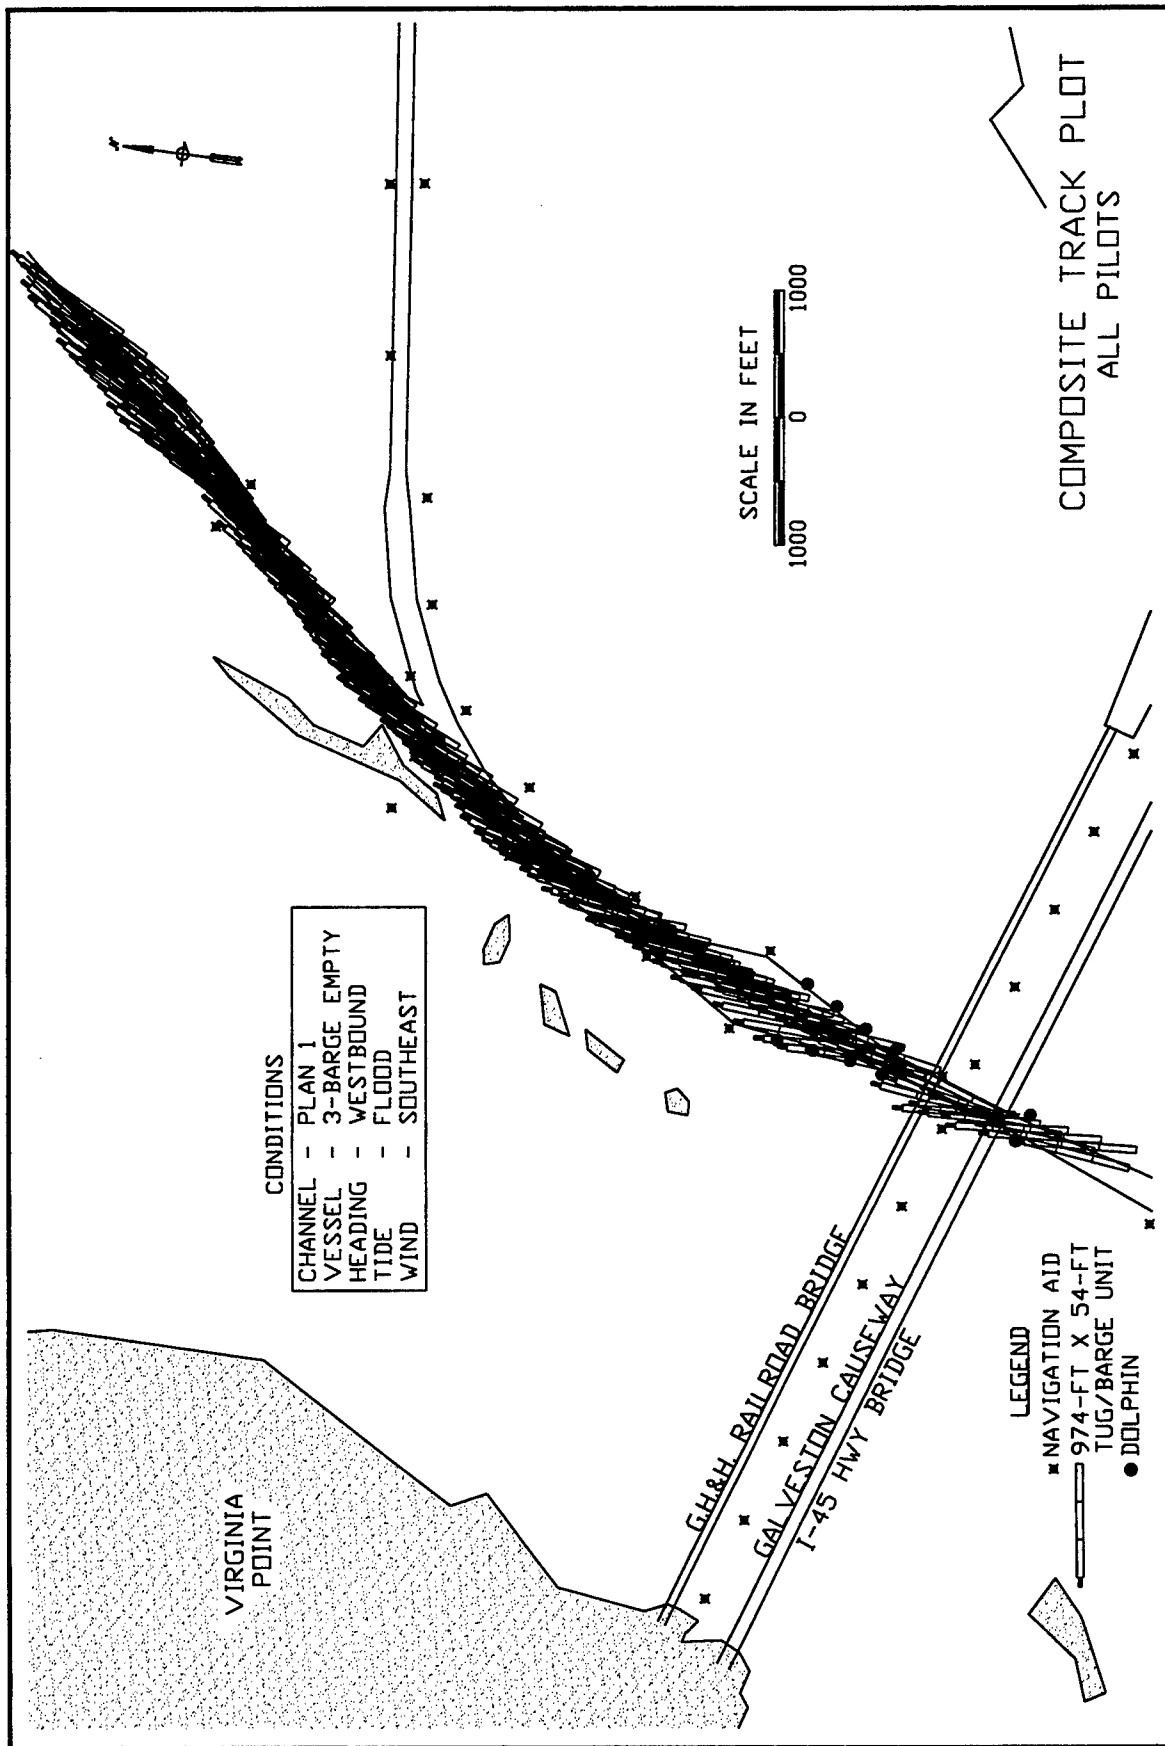 VIRGINIA
POINT
CONDITIONS
CHANNEL - PLAN 1
VESSEL - 3-BARGE EMPTY
HEADING - WESTBOUND
TIDE - FLOOD
WIND - SOUTHEAST
N
G.H.&H. RAILROAD BRIDGE
GALVESTON CAUSEWAY
I-45 HWY BRIDGE
SCALE IN FEET
1000 0 1000
LEGEND
NAVIGATION AID
974-FT X 54-FT
TUG/BARGE UNIT
DOLPHIN
COMPOSITE TRACK PLOT
ALL PILOTS